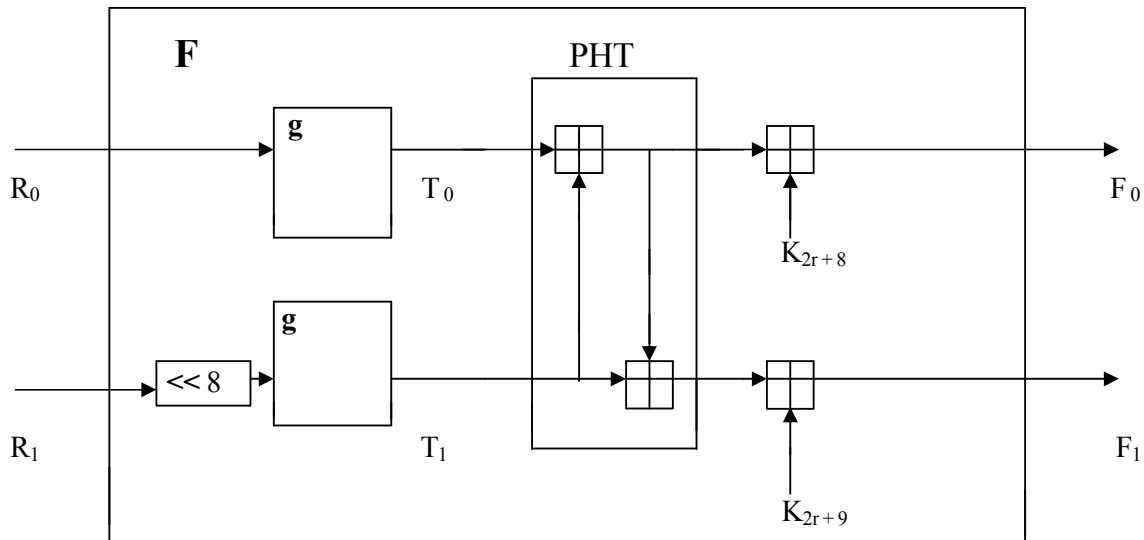 F
PHT
g
R₀
T₀
F₀
K₂ᵣ₊₈
g
<< 8
R₁
T₁
F₁
K₂ᵣ₊₉